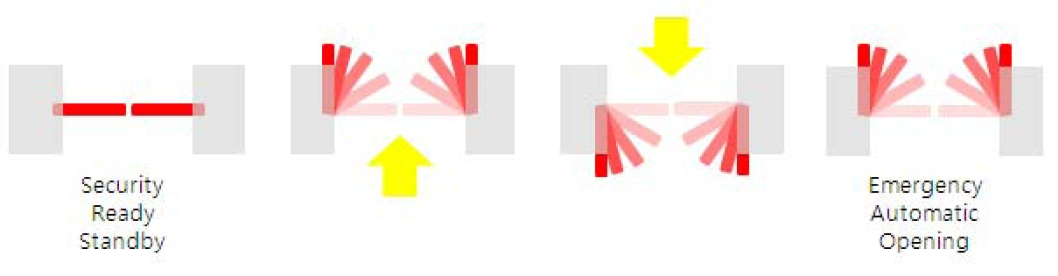 Security
Ready
Standby
Emergency
Automatic
Opening